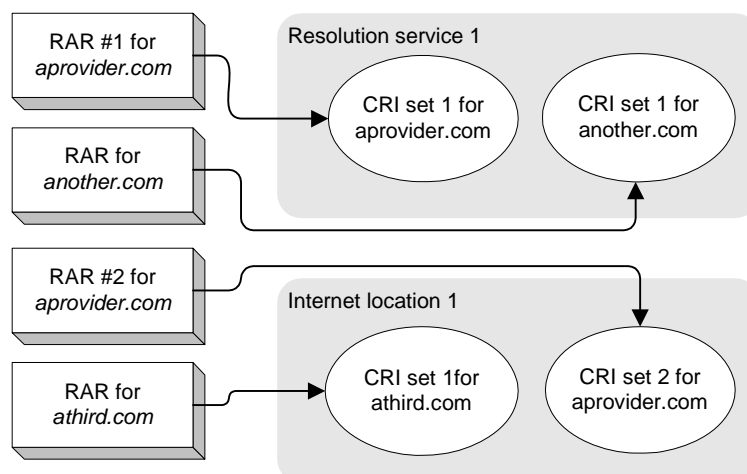 RAR #1 for
aprovider.com
Resolution service 1
CRI set 1 for
aprovider.com
CRI set 1 for
another.com
RAR for
another.com
RAR #2 for
aprovider.com
Internet location 1
CRI set 1for
athird.com
CRI set 2 for
aprovider.com
RAR for
athird.com